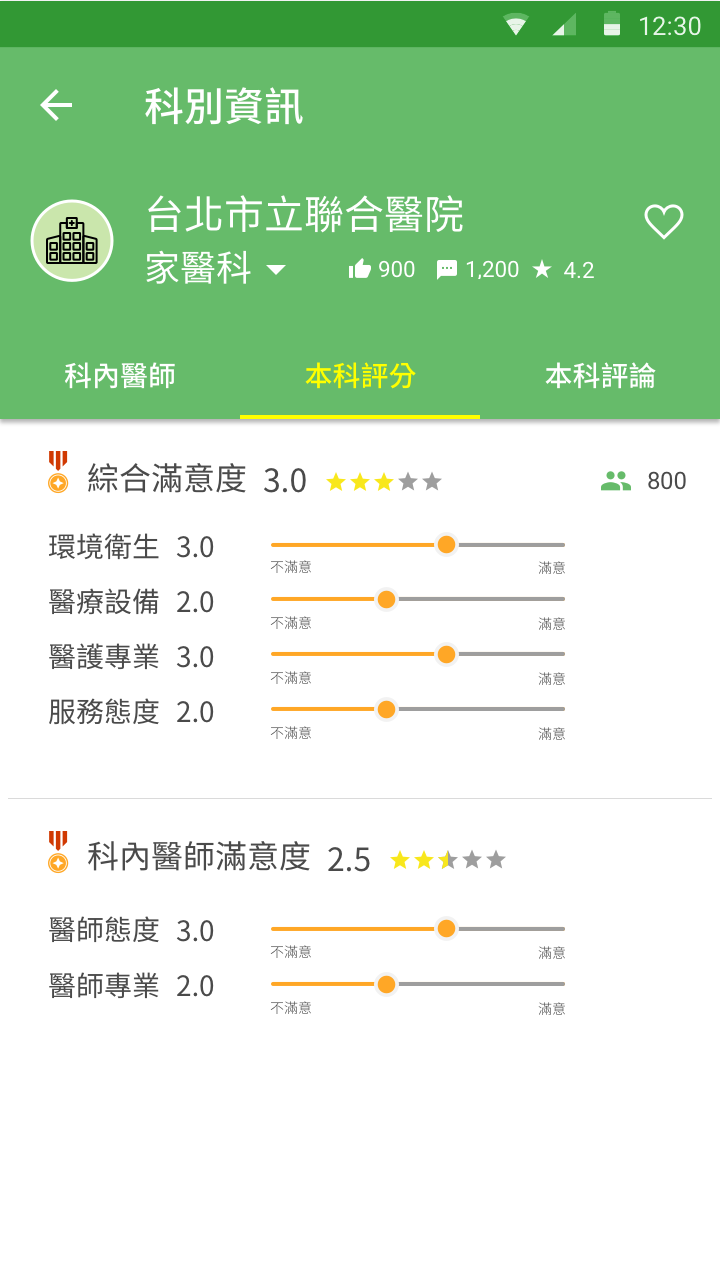 12:30
科別資訊
台北市立聯合醫院
家醫科 900 1,200 4.2
科內醫師 本科評分 本科評論
綜合滿意度 3.0 800
環境衛生 3.0
不滿意 滿意
醫療設備 2.0
不滿意 滿意
醫護專業 3.0
不滿意 滿意
服務態度 2.0
不滿意 滿意
科內醫師滿意度 2.5
醫師態度 3.0
不滿意 滿意
醫師專業 2.0
不滿意 滿意